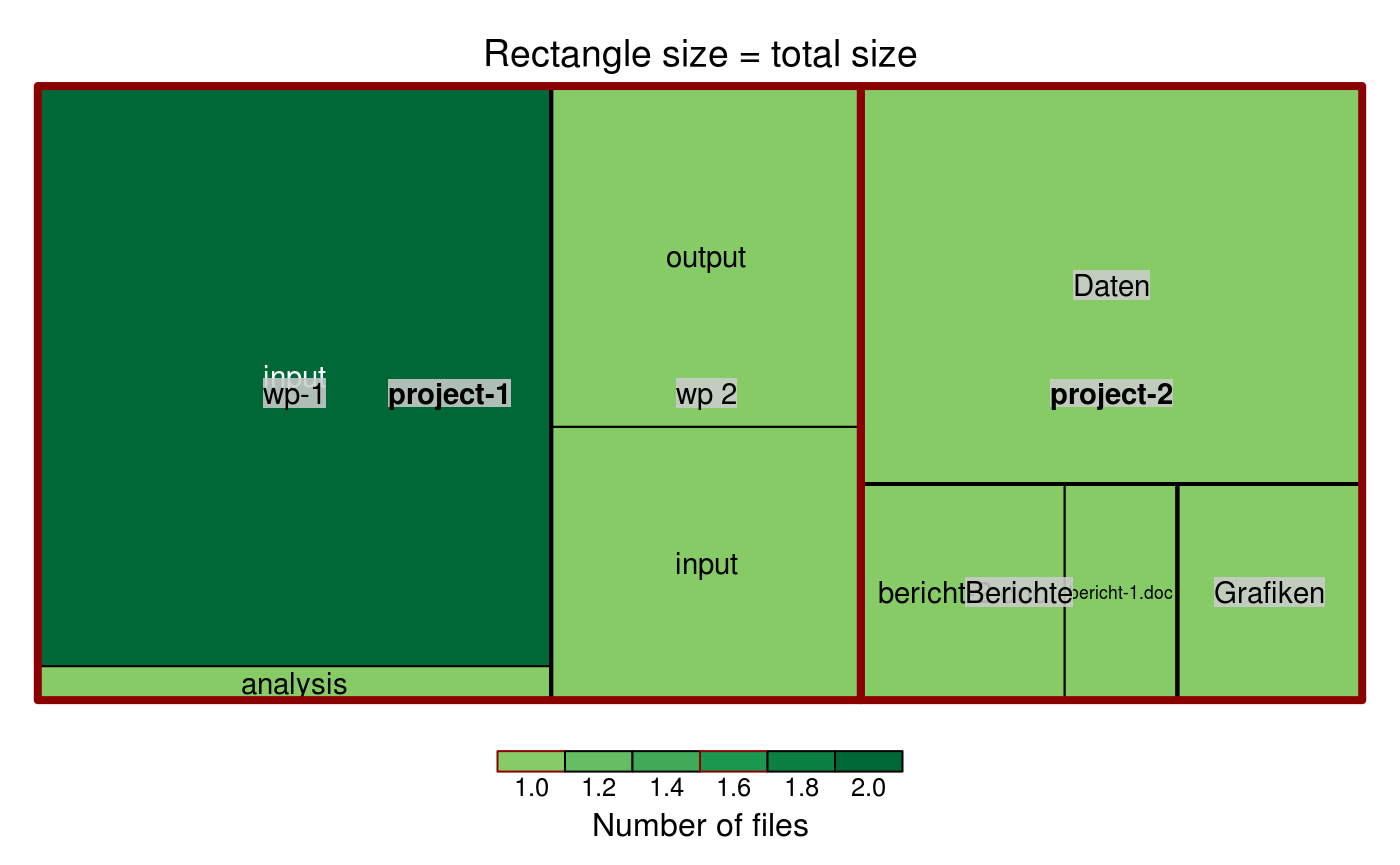 Rectangle size = total size
output
Daten
input
wp-1
project-1
wp 2
project-2
input
bericht
Berichte
bericht-1.doc
Grafiken
analysis
1.0 1.2 1.4 1.6 1.8 2.0
Number of files